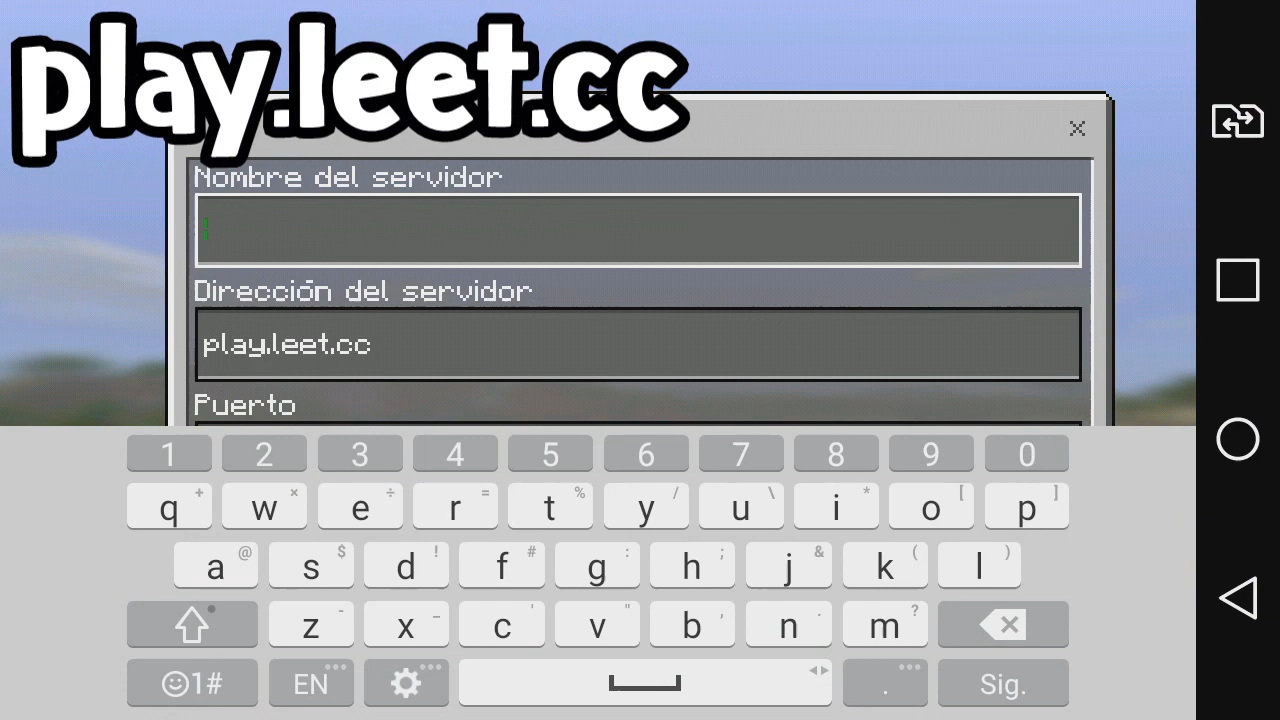 play.leet.cc
Nombre del servidor
Dirección del servidor
play.leet.cc
Puerto
1 2 3 4 5 6 7 8 9 0
q + w × e ÷ r = t % y / u \ i * o [ p ]
a @ s $ d ! f # g : h ; j & k ( l )
z - x _ c ' v " b , n . m ?
1# EN . Sig.